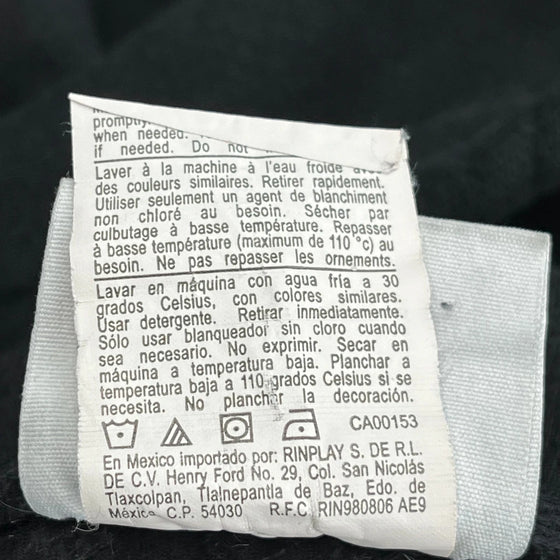 promptly.
when needed.
if needed. Do not
Laver à la machine à l'eau froide avec
des couleurs similaires. Retirer rapidement.
Utiliser seulement un agent de blanchiment
non chloré au besoin. Sécher par
culbutage à basse température. Repasser
à basse température (maximum de 110 °c) au
besoin. Ne pas repasser les ornements.
Lavar en máquina con agua fría a 30
grados Celsius, con colores similares.
Usar detergente. Retirar inmediatamente.
Sólo usar blanqueador sin cloro cuando
sea necesario. No exprimir. Secar en
máquina a temperatura baja. Planchar a
temperatura baja a 110 grados Celsius si se
necesita. No planchar la decoración.
CA00153
En Mexico importado por: RINPLAY S. DE R.L.
DE C.V. Henry Ford No. 29, Col. San Nicolás
Tlaxcolpan, Tlalnepantla de Baz, Edo. de
México C.P. 54030 R.F.C RIN980806 AE9